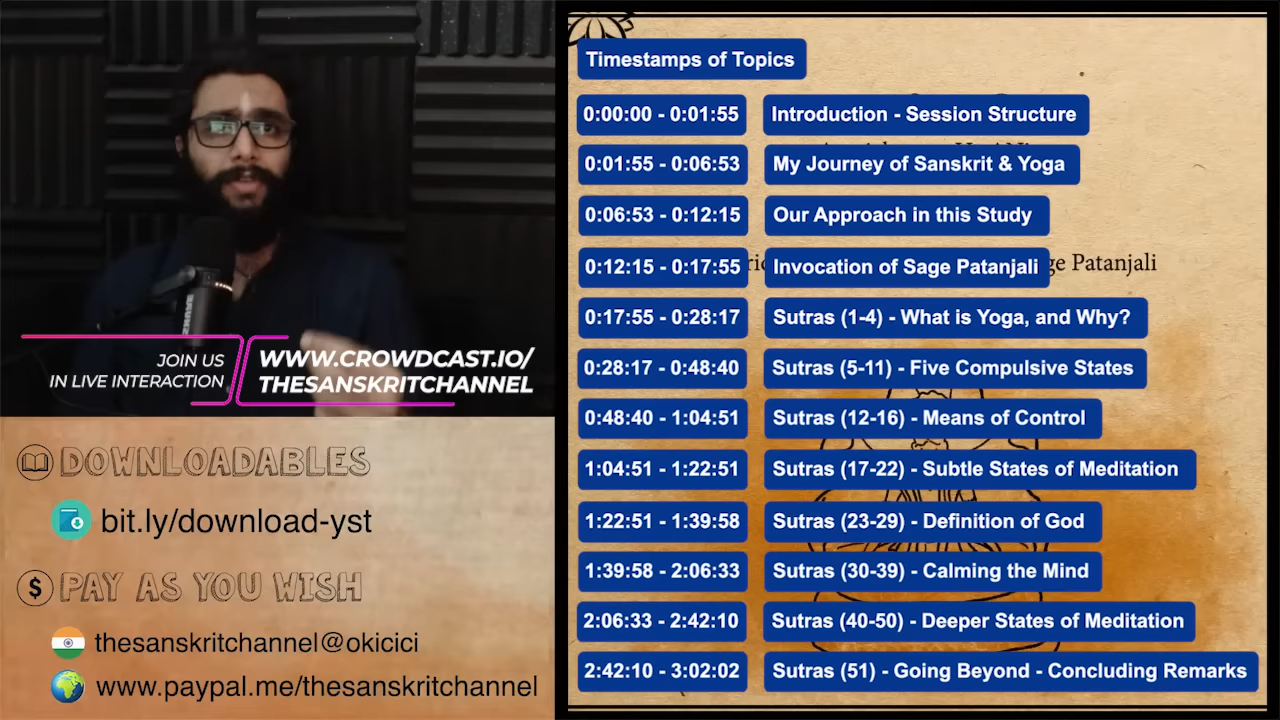 JOIN US
IN LIVE INTERACTION
WWW.CROWDCAST.IO/
THESANSKRITCHANNEL
DOWNLOADABLES
bit.ly/download-yst
PAY AS YOU WISH
thesanskritchannel@okicici
www.paypal.me/thesanskritchannel
Timestamps of Topics
0:00:00 - 0:01:55 Introduction - Session Structure
0:01:55 - 0:06:53 My Journey of Sanskrit & Yoga
0:06:53 - 0:12:15 Our Approach in this Study
0:12:15 - 0:17:55 Invocation of Sage Patanjali
Patanjali
0:17:55 - 0:28:17 Sutras (1-4) - What is Yoga, and Why?
0:28:17 - 0:48:40 Sutras (5-11) - Five Compulsive States
0:48:40 - 1:04:51 Sutras (12-16) - Means of Control
1:04:51 - 1:22:51 Sutras (17-22) - Subtle States of Meditation
1:22:51 - 1:39:58 Sutras (23-29) - Definition of God
1:39:58 - 2:06:33 Sutras (30-39) - Calming the Mind
2:06:33 - 2:42:10 Sutras (40-50) - Deeper States of Meditation
2:42:10 - 3:02:02 Sutras (51) - Going Beyond - Concluding Remarks